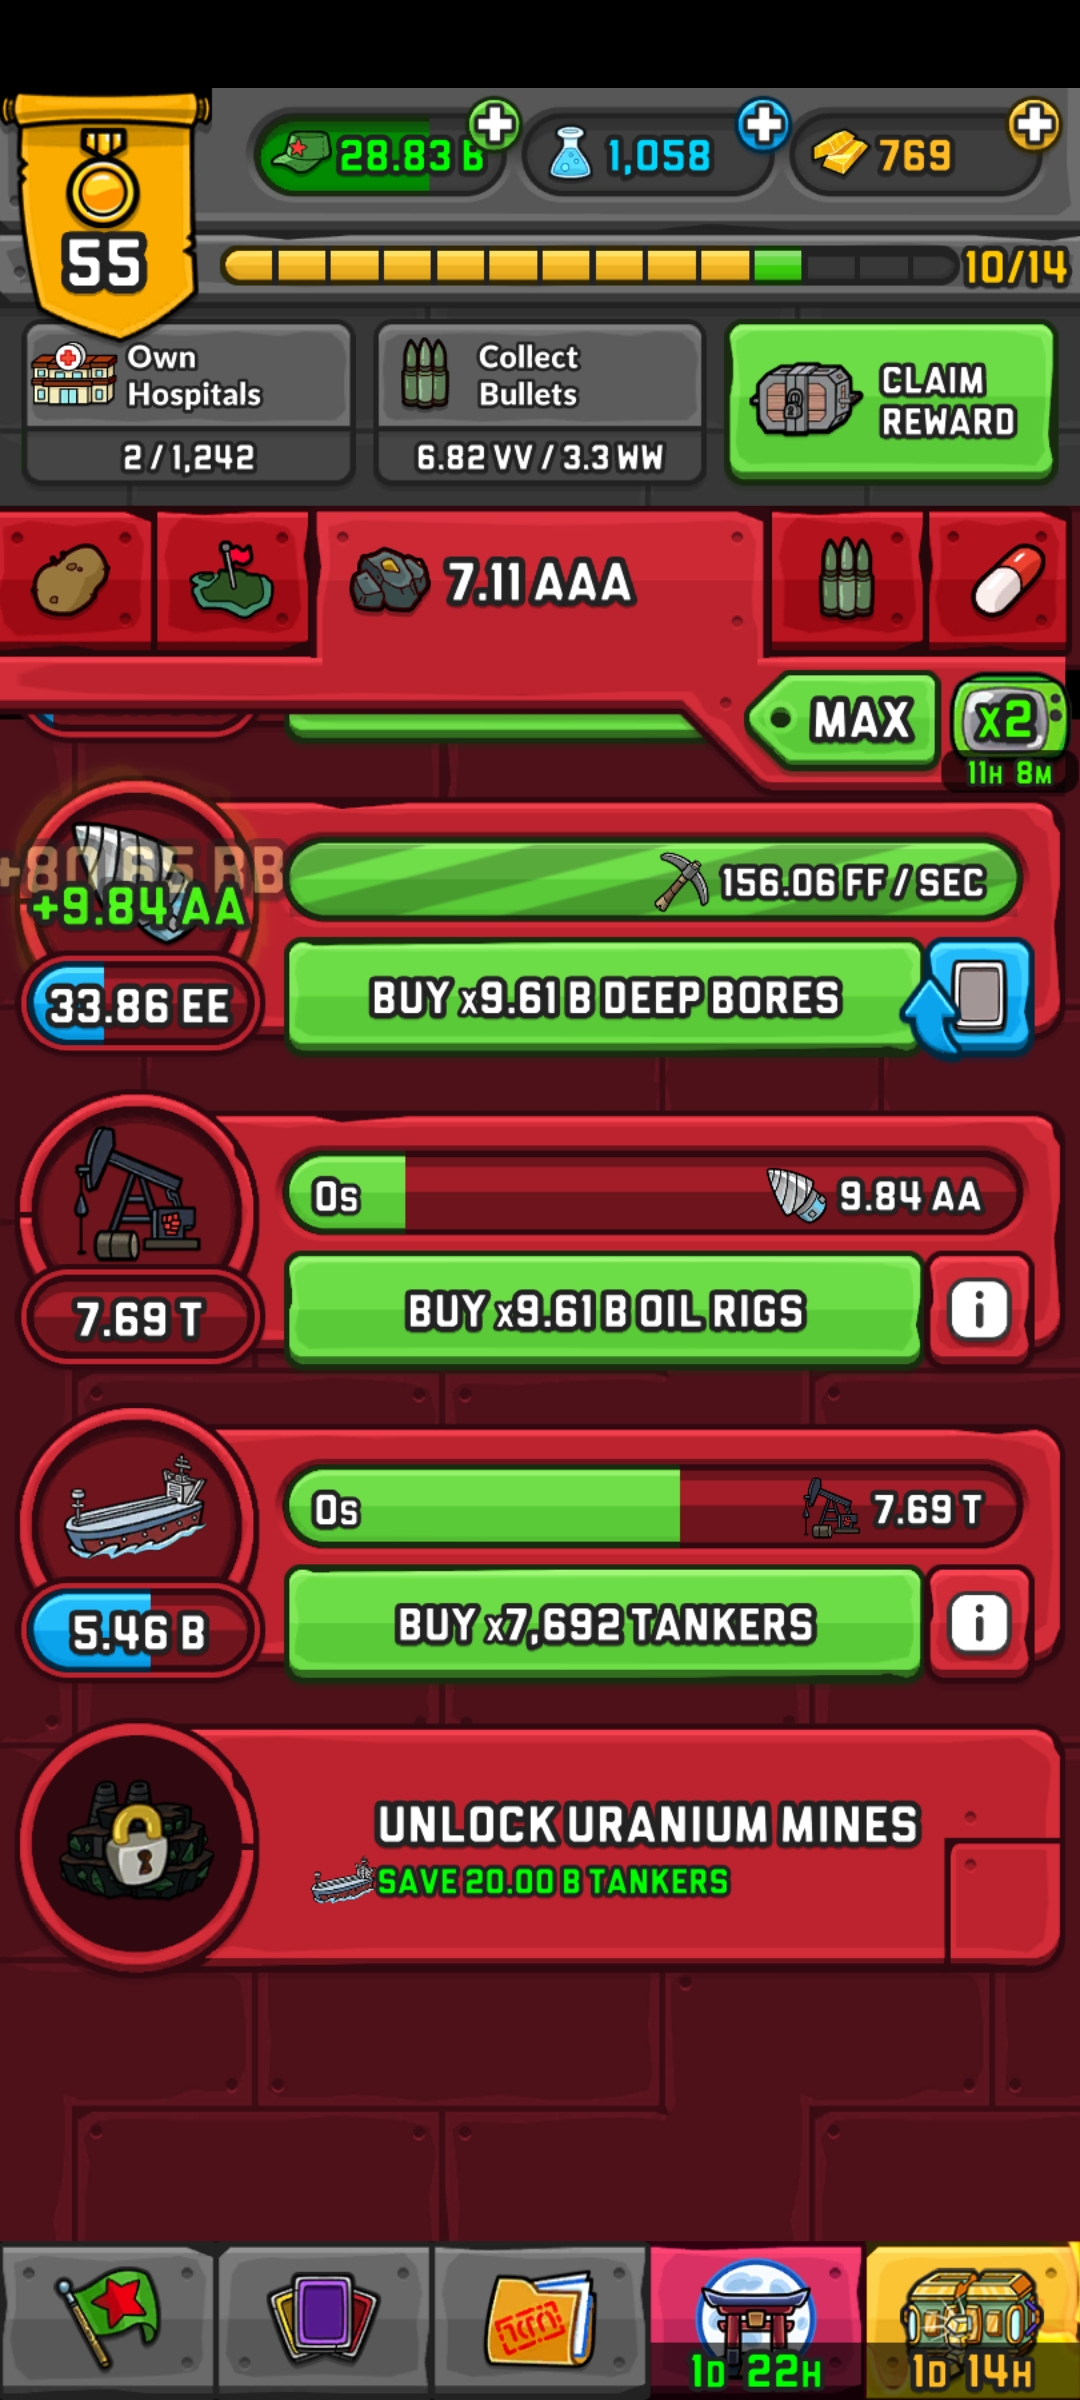 55
28.83 B
1,058
769
10/14
Own
Hospitals
2 / 1,242
Collect
Bullets
6.82 VV / 3.3 WW
CLAIM
REWARD
7.11 AAA
MAX
x2
11H 8M
+80.65 BB
+9.84 AA
156.06 FF / SEC
33.86 EE
BUY x9.61 B DEEP BORES
0s
9.84 AA
7.69 T
BUY x9.61 B OIL RIGS
i
0s
7.69 T
5.46 B
BUY x7,692 TANKERS
i
UNLOCK URANIUM MINES
SAVE 20.00 B TANKERS
1D 22H
1D 14H